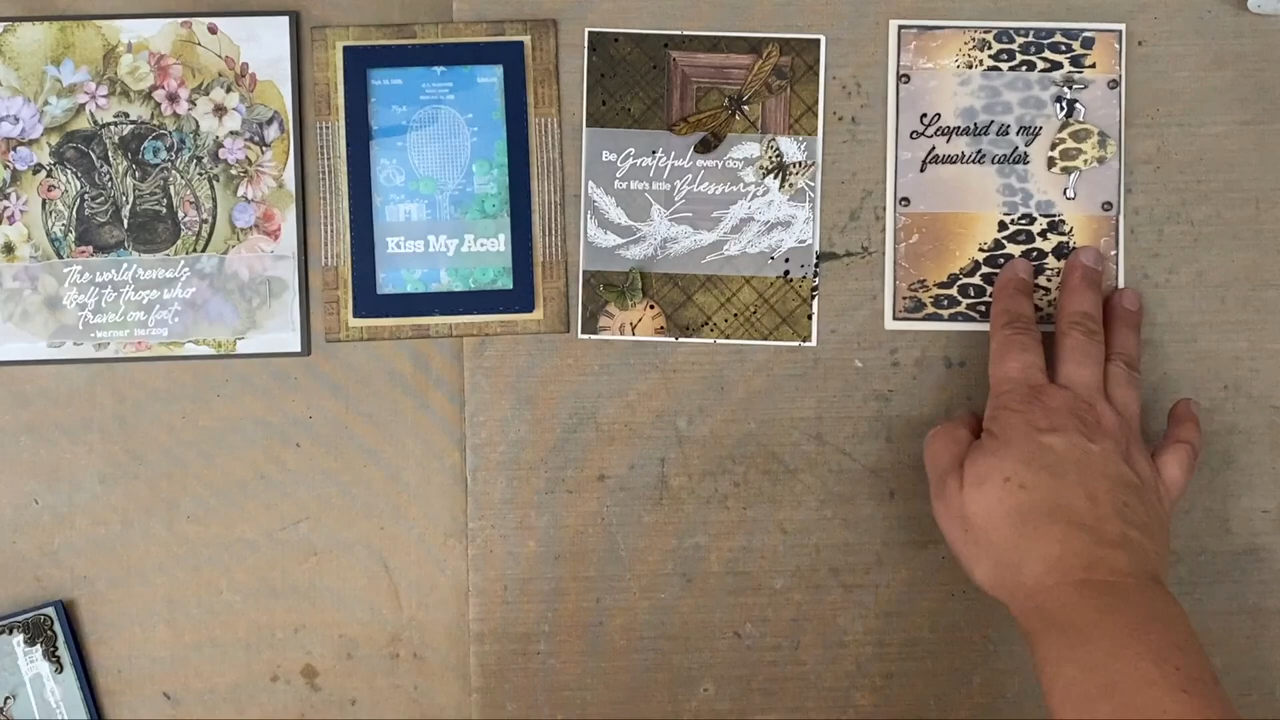 The world reveals
itself to those who
travel on foot.
-Werner Herzog
Kiss My Ace!
Be Grateful every day
for life's little Blessings
Leopard is my
favorite color